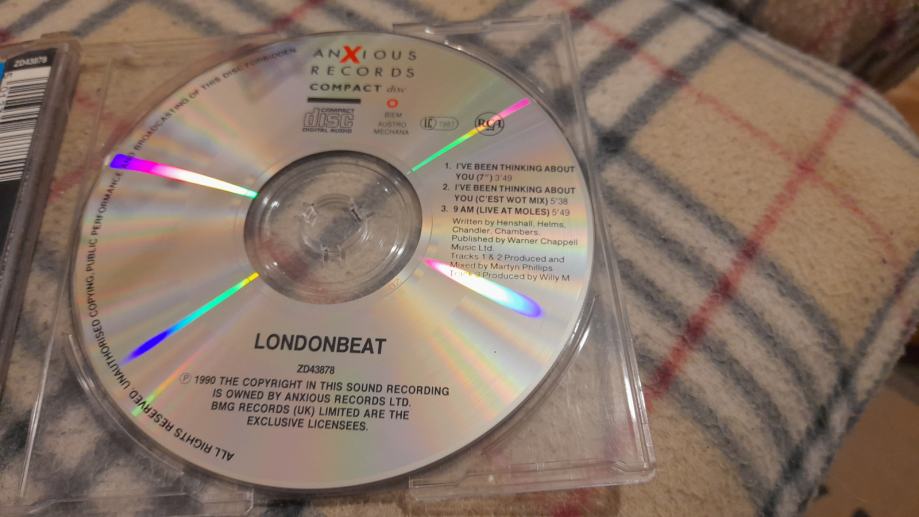 ZD43878
ANXIOUS
RECORDS
COMPACT disc
COMPACT
disc
DIGITAL AUDIO
BIEM
AUSTRO
MECHANA
LC 7981
RCA
1. I'VE BEEN THINKING ABOUT
YOU (7") 3'49
2. I'VE BEEN THINKING ABOUT
YOU (C'EST WOT MIX) 5'38
3. 9 AM (LIVE AT MOLES) 5'49
Written by Henshall, Helms,
Chandler, Chambers.
Published by Warner Chappell
Music Ltd.
Tracks 1 & 2 Produced and
Mixed by Martyn Phillips
3 Produced by Willy M
LONDONBEAT
ZD43878
Ⓟ 1990 THE COPYRIGHT IN THIS SOUND RECORDING
IS OWNED BY ANXIOUS RECORDS LTD.
BMG RECORDS (UK) LIMITED ARE THE
EXCLUSIVE LICENSEES.
ALL RIGHTS RESERVED. UNAUTHORISED COPYING, PUBLIC PERFORMANCE BROADCASTING OF THIS DISC FORBIDDEN